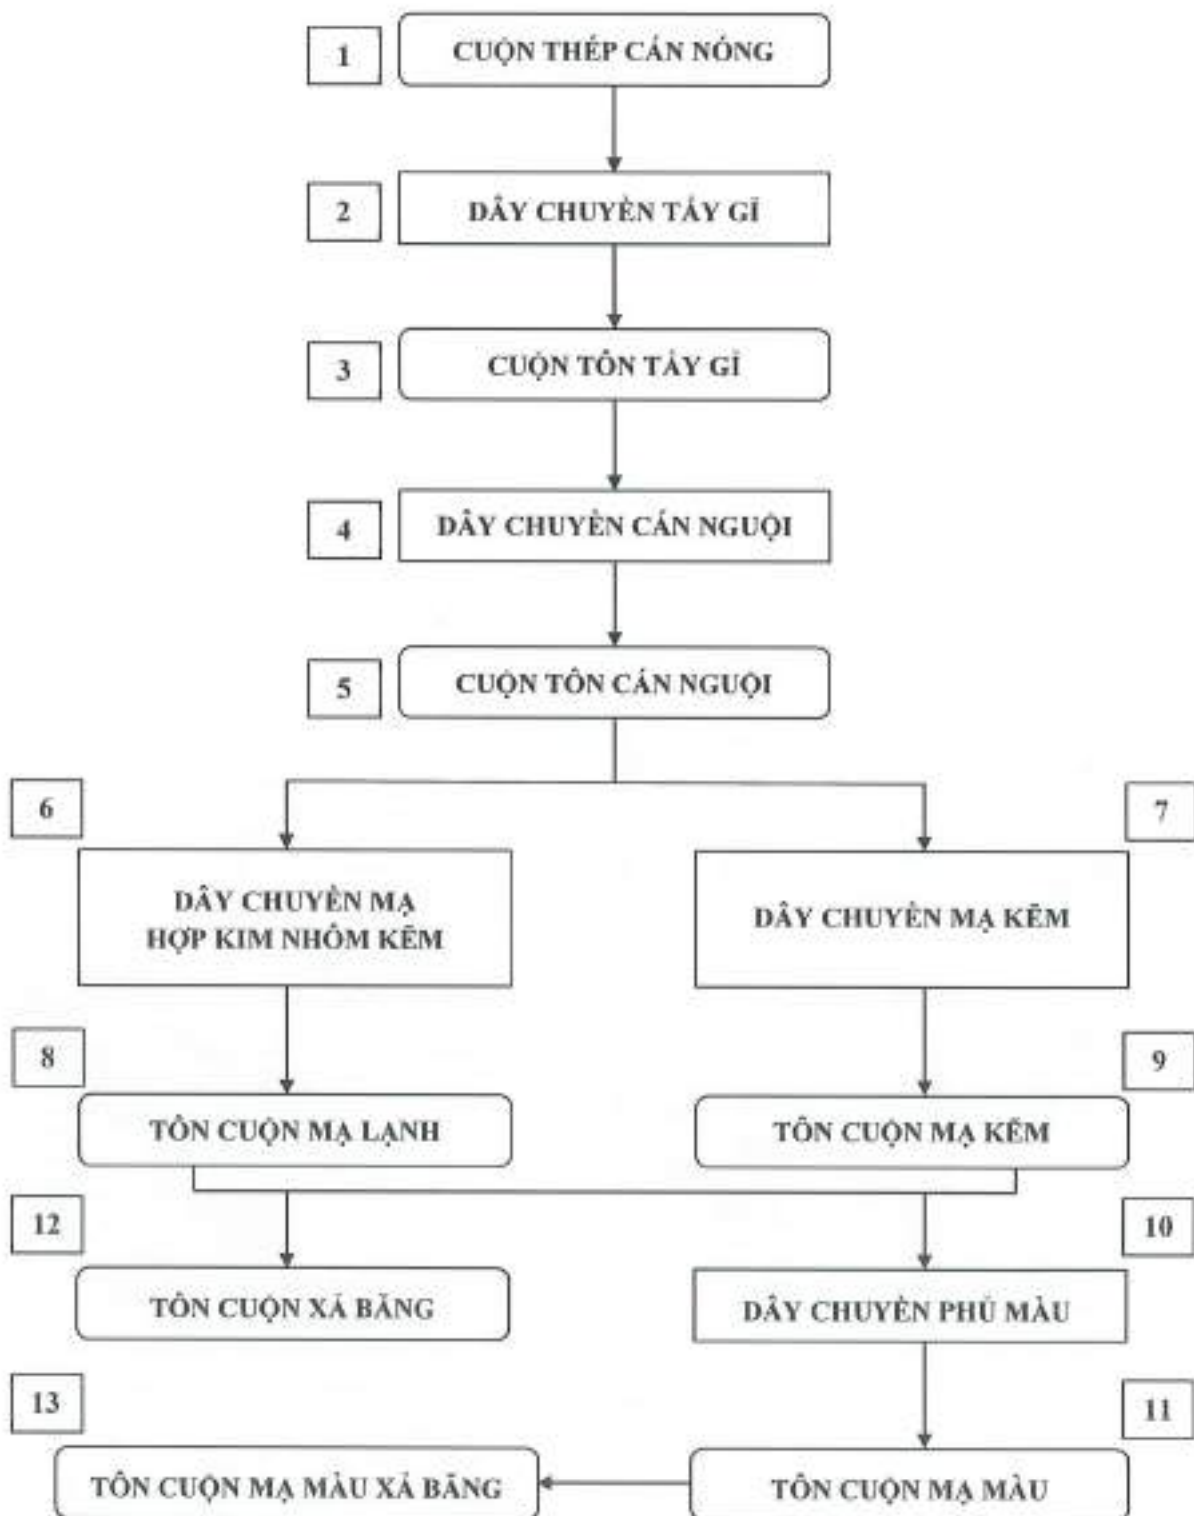 1
CUỘN THÉP CÁN NÓNG
2
DÂY CHUYỀN TẨY GỈ
3
CUỘN TÔN TẨY GỈ
4
DÂY CHUYỀN CÁN NGUỘI
5
CUỘN TÔN CÁN NGUỘI
6
7
DÂY CHUYỀN MẠ
HỢP KIM NHÔM KẼM
DÂY CHUYỀN MẠ KẼM
8
9
TÔN CUỘN MẠ LẠNH
TÔN CUỘN MẠ KẼM
12
10
TÔN CUỘN XẢ BĂNG
DÂY CHUYỀN PHỦ MÀU
13
11
TÔN CUỘN MẠ MÀU XẢ BĂNG
TÔN CUỘN MẠ MÀU